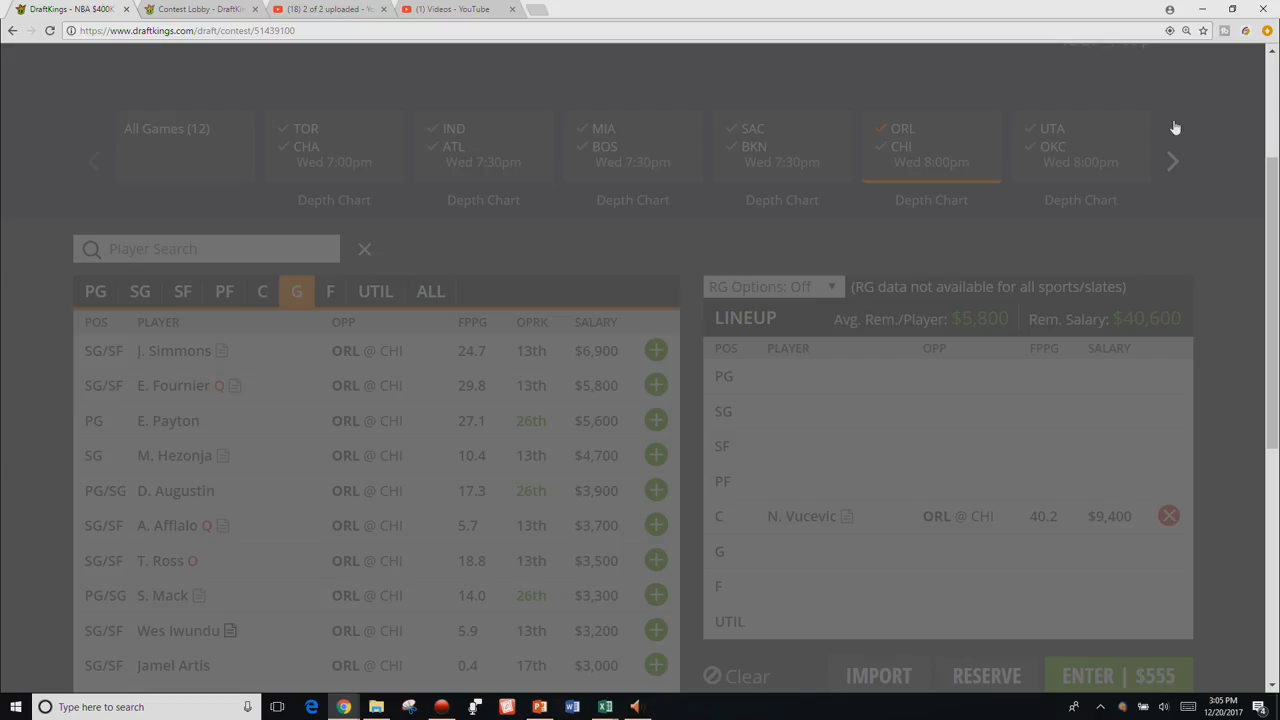 DraftKings - NBA $400K
Contest Lobby - DraftKin
(18) 2 of 2 uploaded - Yo
(1) Videos - YouTube
https://www.draftkings.com/draft/contest/51439100
All Games (12)
TOR
CHA
Wed 7:00pm
Depth Chart
IND
ATL
Wed 7:30pm
Depth Chart
MIA
BOS
Wed 7:30pm
Depth Chart
SAC
BKN
Wed 7:30pm
Depth Chart
ORL
CHI
Wed 8:00pm
Depth Chart
UTA
OKC
Wed 8:00pm
Depth Chart
Player Search
PG SG SF PF C G F UTIL ALL
POS PLAYER OPP FPPG OPRK SALARY
SG/SF J. Simmons ORL @ CHI 24.7 13th $6,900
SG/SF E. Fournier Q ORL @ CHI 29.8 13th $5,800
PG E. Payton ORL @ CHI 27.1 26th $5,600
SG M. Hezonja ORL @ CHI 10.4 13th $4,700
PG/SG D. Augustin ORL @ CHI 17.3 26th $3,900
SG/SF A. Afflalo Q ORL @ CHI 5.7 13th $3,700
SG/SF T. Ross O ORL @ CHI 18.8 13th $3,500
PG/SG S. Mack ORL @ CHI 14.0 26th $3,300
SG/SF Wes Iwundu ORL @ CHI 5.9 13th $3,200
SG/SF Jamel Artis ORL @ CHI 0.4 17th $3,000
RG Options: Off (RG data not available for all sports/slates)
LINEUP Avg. Rem./Player: $5,800 Rem. Salary: $40,600
POS PLAYER OPP FPPG SALARY
PG
SG
SF
PF
C N. Vucevic ORL @ CHI 40.2 $9,400
G
F
UTIL
Clear IMPORT RESERVE ENTER | $555
Type here to search
3:05 PM
12/20/2017
4